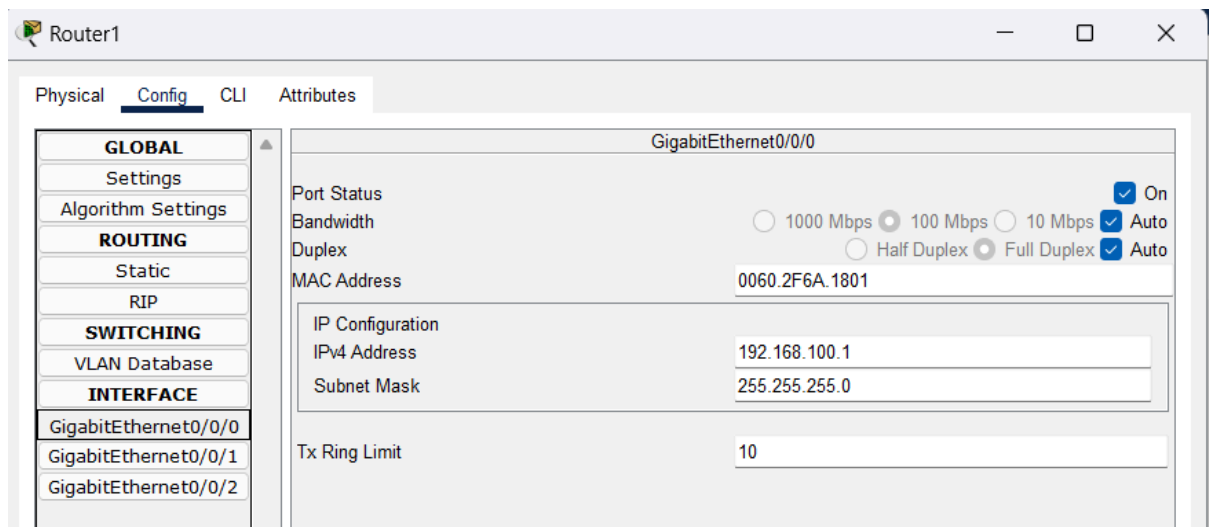 Router1
Physical Config CLI Attributes
GLOBAL
Settings
Algorithm Settings
ROUTING
Static
RIP
SWITCHING
VLAN Database
INTERFACE
GigabitEthernet0/0/0
GigabitEthernet0/0/1
GigabitEthernet0/0/2
GigabitEthernet0/0/0
Port Status On
Bandwidth 1000 Mbps 100 Mbps 10 Mbps Auto
Duplex Half Duplex Full Duplex Auto
MAC Address 0060.2F6A.1801
IP Configuration
IPv4 Address 192.168.100.1
Subnet Mask 255.255.255.0
Tx Ring Limit 10